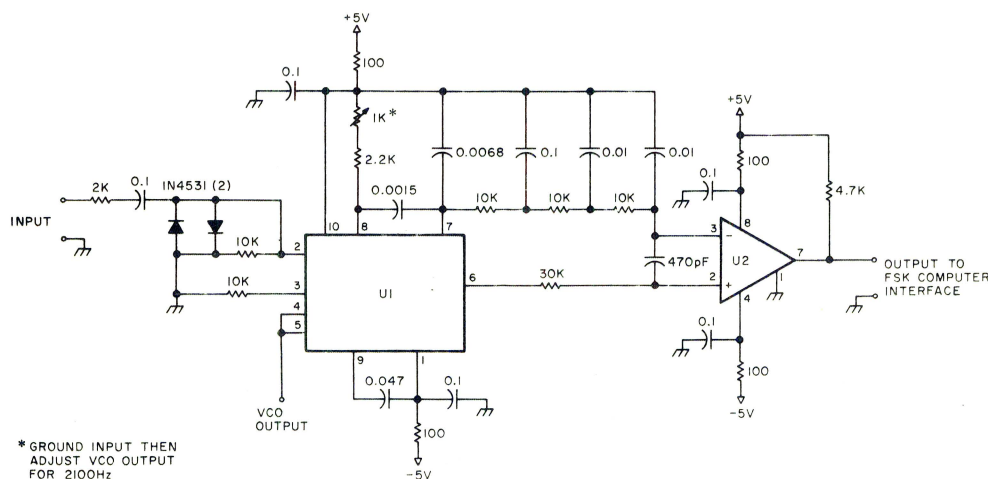 +5V
100
0.1
1K*
2.2K
0.0068
0.1
0.01
0.01
+5V
100
0.1
4.7K
2K
0.1
1N4531 (2)
0.0015
10K
10K
10K
INPUT
10K
10K
2
3
4
5
10
8
7
6
9
1
U1
30K
470pF
3
−
2
+
U2
8
7
1
4
OUTPUT TO
FSK COMPUTER
INTERFACE
VCO
OUTPUT
0.047
0.1
100
−5V
0.1
100
−5V
* GROUND INPUT THEN
ADJUST VCO OUTPUT
FOR 2100Hz